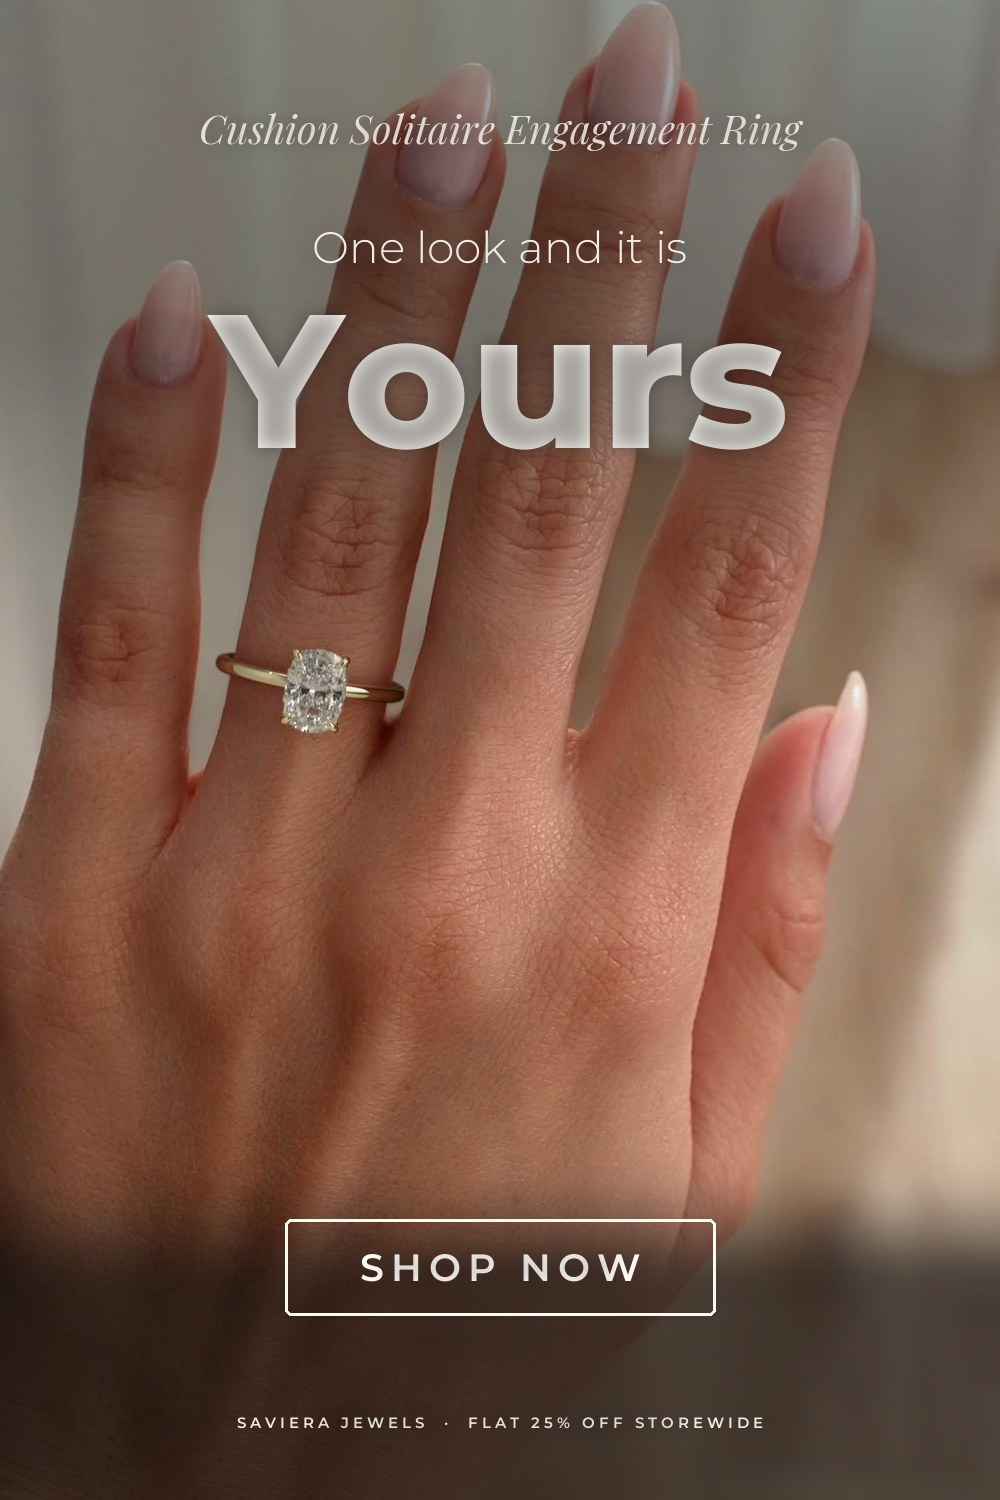 Cushion Solitaire Engagement Ring
One look and it is
Yours
SHOP NOW
SAVIERA JEWELS · FLAT 25% OFF STOREWIDE